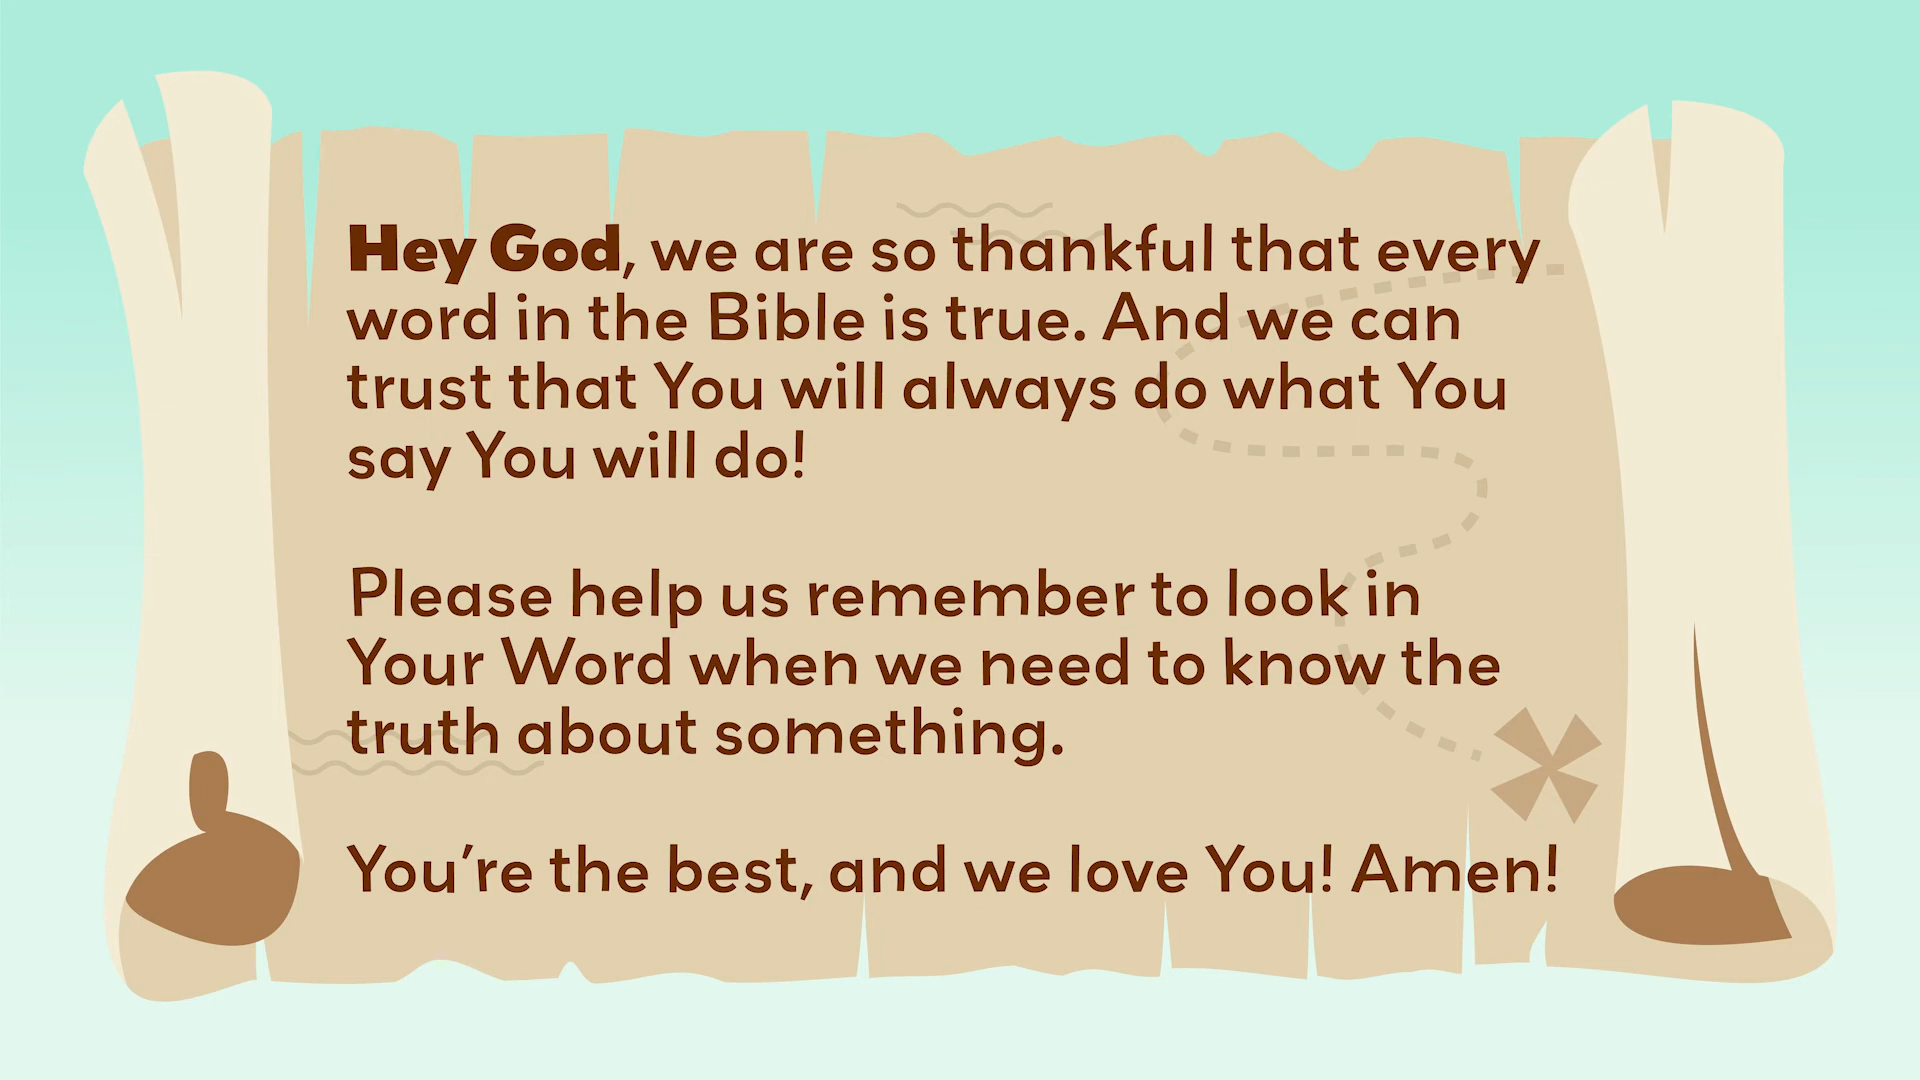 Hey God, we are so thankful that every
word in the Bible is true. And we can
trust that You will always do what You
say You will do!
Please help us remember to look in
Your Word when we need to know the
truth about something.
You’re the best, and we love You! Amen!